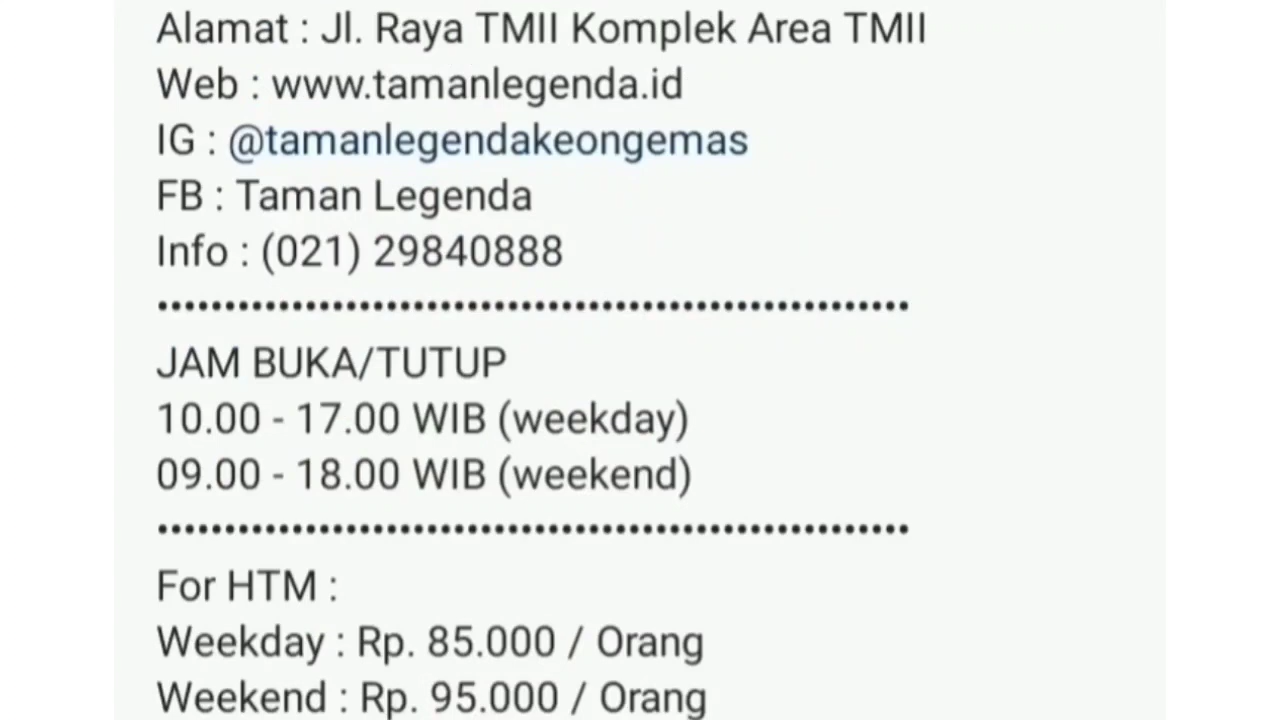 Alamat : Jl. Raya TMII Komplek Area TMII
Web : www.tamanlegenda.id
IG : @tamanlegendakeongemas
FB : Taman Legenda
Info : (021) 29840888
••••••••••••••••••••••••••••••••••••••••••••••••••••••••
JAM BUKA/TUTUP
10.00 - 17.00 WIB (weekday)
09.00 - 18.00 WIB (weekend)
••••••••••••••••••••••••••••••••••••••••••••••••••••••••
For HTM :
Weekday : Rp. 85.000 / Orang
Weekend : Rp. 95.000 / Orang